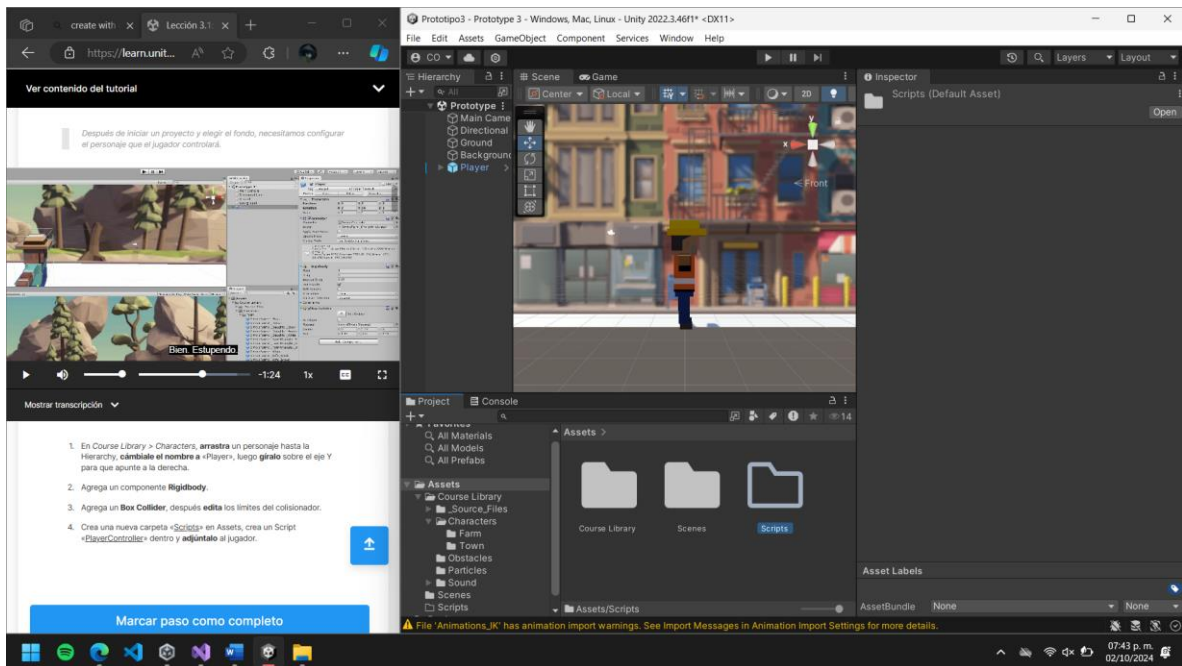 create with
Lección 3.1:
https://learn.unit...
Ver contenido del tutorial
Después de iniciar un proyecto y elegir el fondo, necesitamos configurar
el personaje que el jugador controlará.
Bien. Estupendo.
-1:24
1x
cc
Mostrar transcripción
1. En Course Library > Characters, arrastra un personaje hasta la
Hierarchy, cámbiale el nombre a «Player», luego gíralo sobre el eje Y
para que apunte a la derecha.
2. Agrega un componente Rigidbody.
3. Agrega un Box Collider, después edita los límites del colisionador.
4. Crea una nueva carpeta «Scripts» en Assets, crea un Script
«PlayerController» dentro y adjúntalo al jugador.
Marcar paso como completo
Prototipo3 - Prototype 3 - Windows, Mac, Linux - Unity 2022.3.46f1* <DX11>
File Edit Assets GameObject Component Services Window Help
CO
Layers
Layout
Hierarchy
All
Prototype
Main Came
Directional
Ground
Background
Player
Scene
Game
Center
Local
2D
y
x
Front
Inspector
Scripts (Default Asset)
Open
Project
Console
14
Favorites
All Materials
All Models
All Prefabs
Assets
Course Library
_Source_Files
Characters
Farm
Town
Obstacles
Particles
Sound
Scenes
Scripts
Assets >
Course Library
Scenes
Scripts
Assets/Scripts
Asset Labels
AssetBundle
None
None
File 'Animations_IK' has animation import warnings. See Import Messages in Animation Import Settings for more details.
07:43 p. m.
02/10/2024